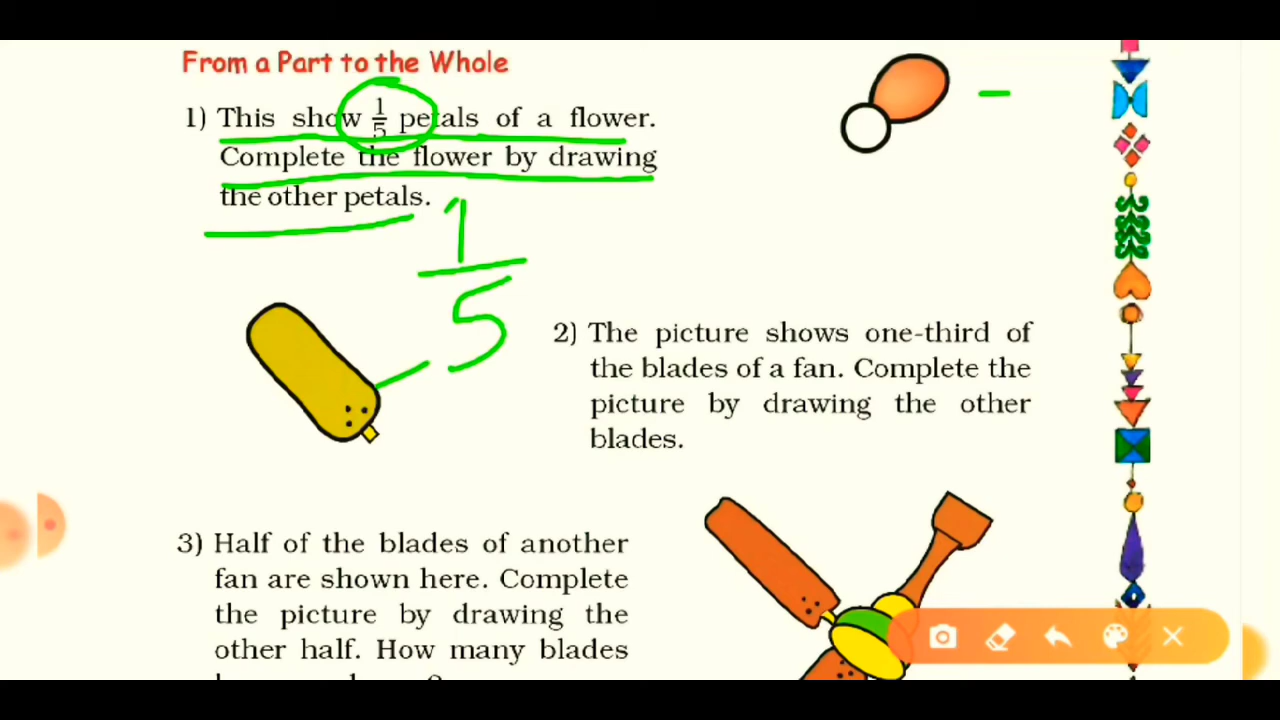 From a Part to the Whole
1) This show 1/5 petals of a flower.
Complete the flower by drawing
the other petals.
1/5
2) The picture shows one-third of
the blades of a fan. Complete the
picture by drawing the other
blades.
3) Half of the blades of another
fan are shown here. Complete
the picture by drawing the
other half. How many blades